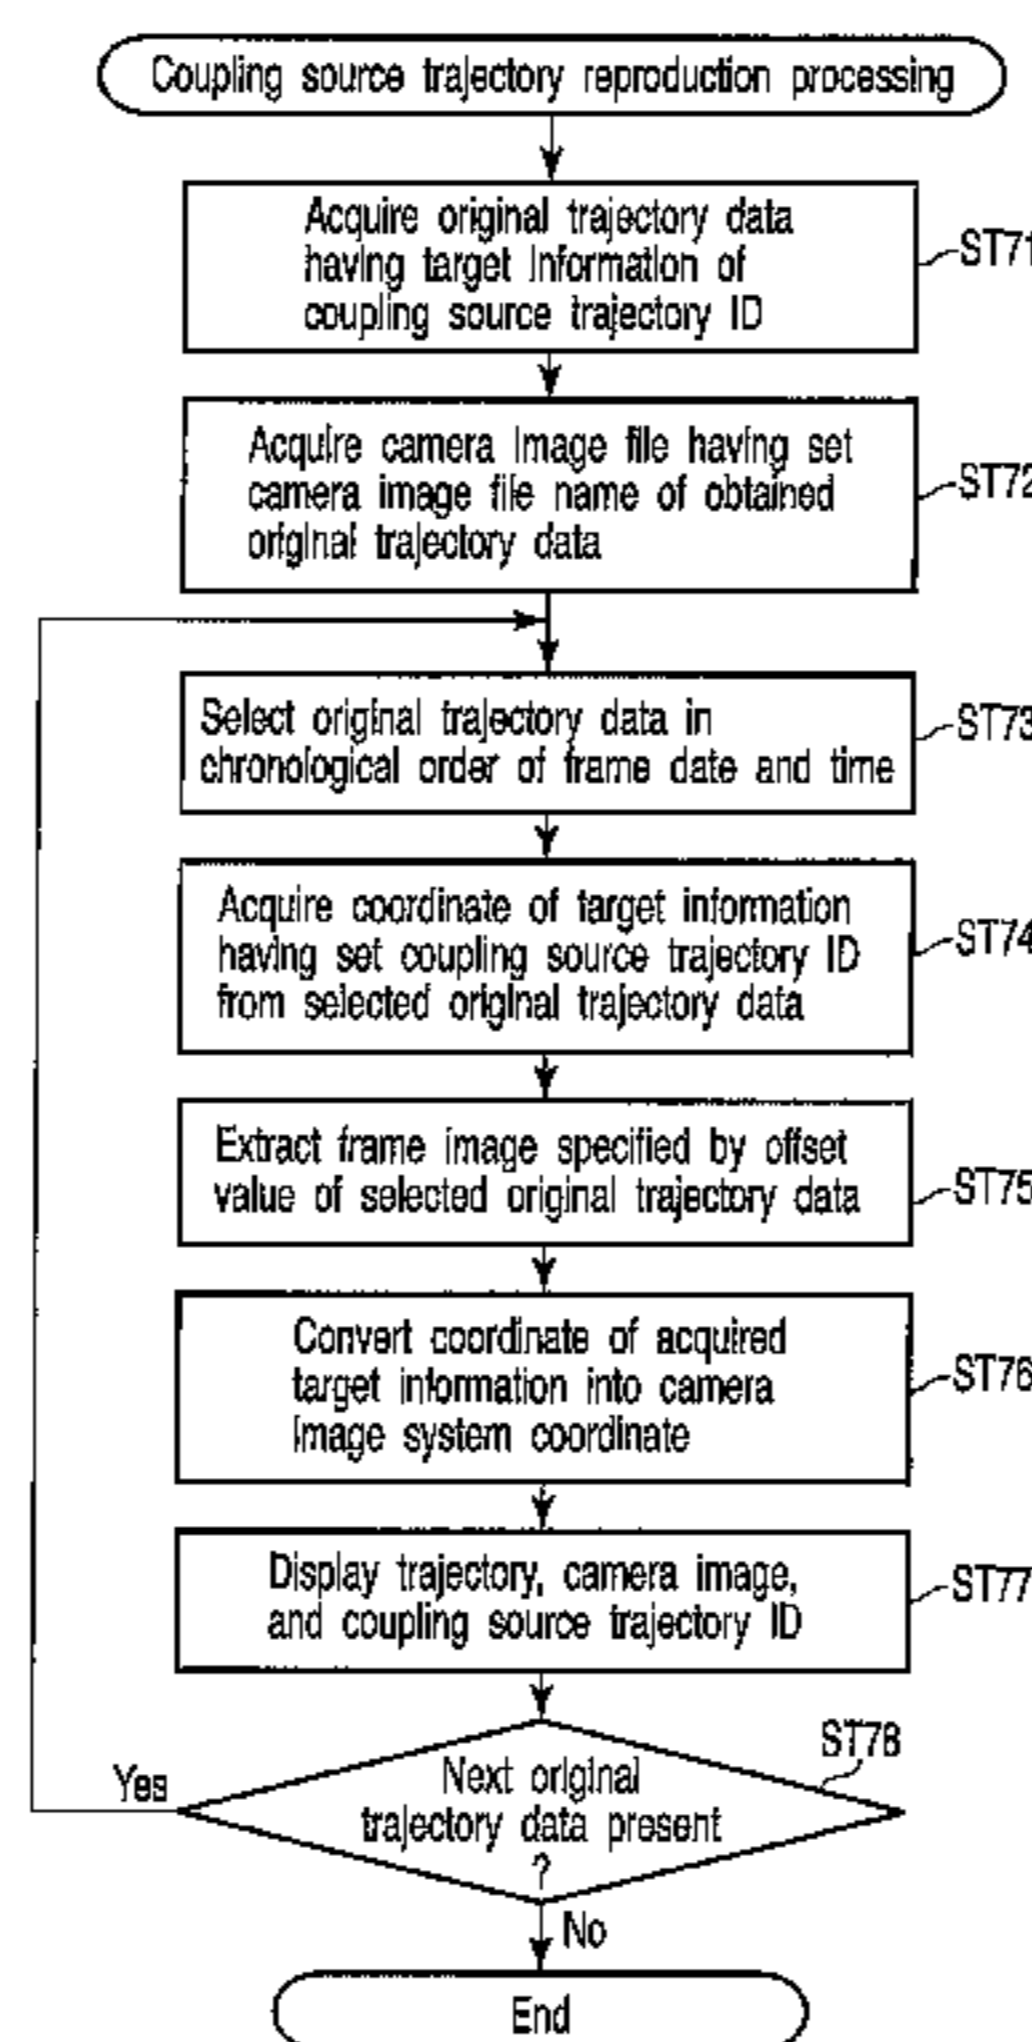 Coupling source trajectory reproduction processing
Acquire original trajectory data
having target information of
coupling source trajectory ID
ST71
Acquire camera image file having set
camera image file name of obtained
original trajectory data
ST72
Select original trajectory data in
chronological order of frame date and time
ST73
Acquire coordinate of target information
having set coupling source trajectory ID
from selected original trajectory data
ST74
Extract frame image specified by offset
value of selected original trajectory data
ST75
Convert coordinate of acquired
target information into camera
image system coordinate
ST76
Display trajectory, camera image,
and coupling source trajectory ID
ST77
ST78
Yes
Next original
trajectory data present
?
No
End